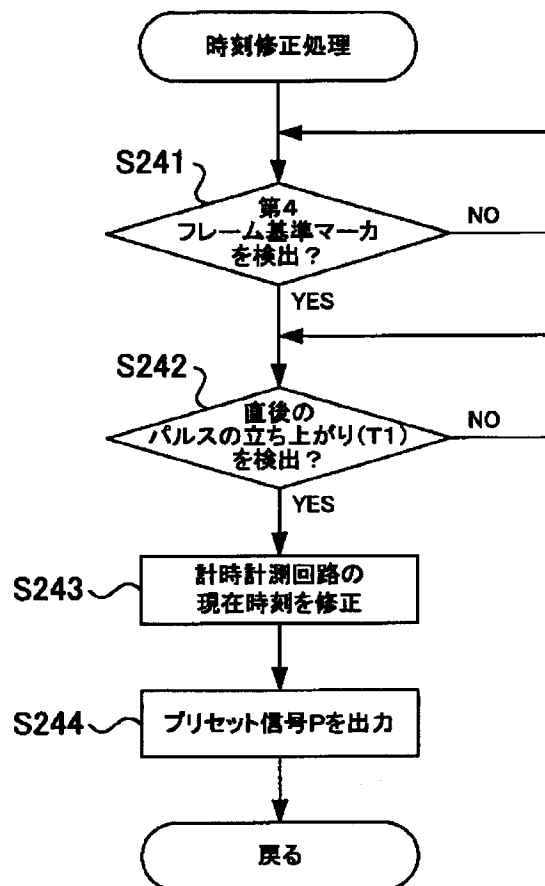 時刻修正処理
S241
第4
フレーム基準マーカ
を検出?
NO
YES
S242
直後の
パルスの立ち上がり(T1)
を検出?
NO
YES
S243
計時計測回路の
現在時刻を修正
S244
プリセット信号Pを出力
戻る